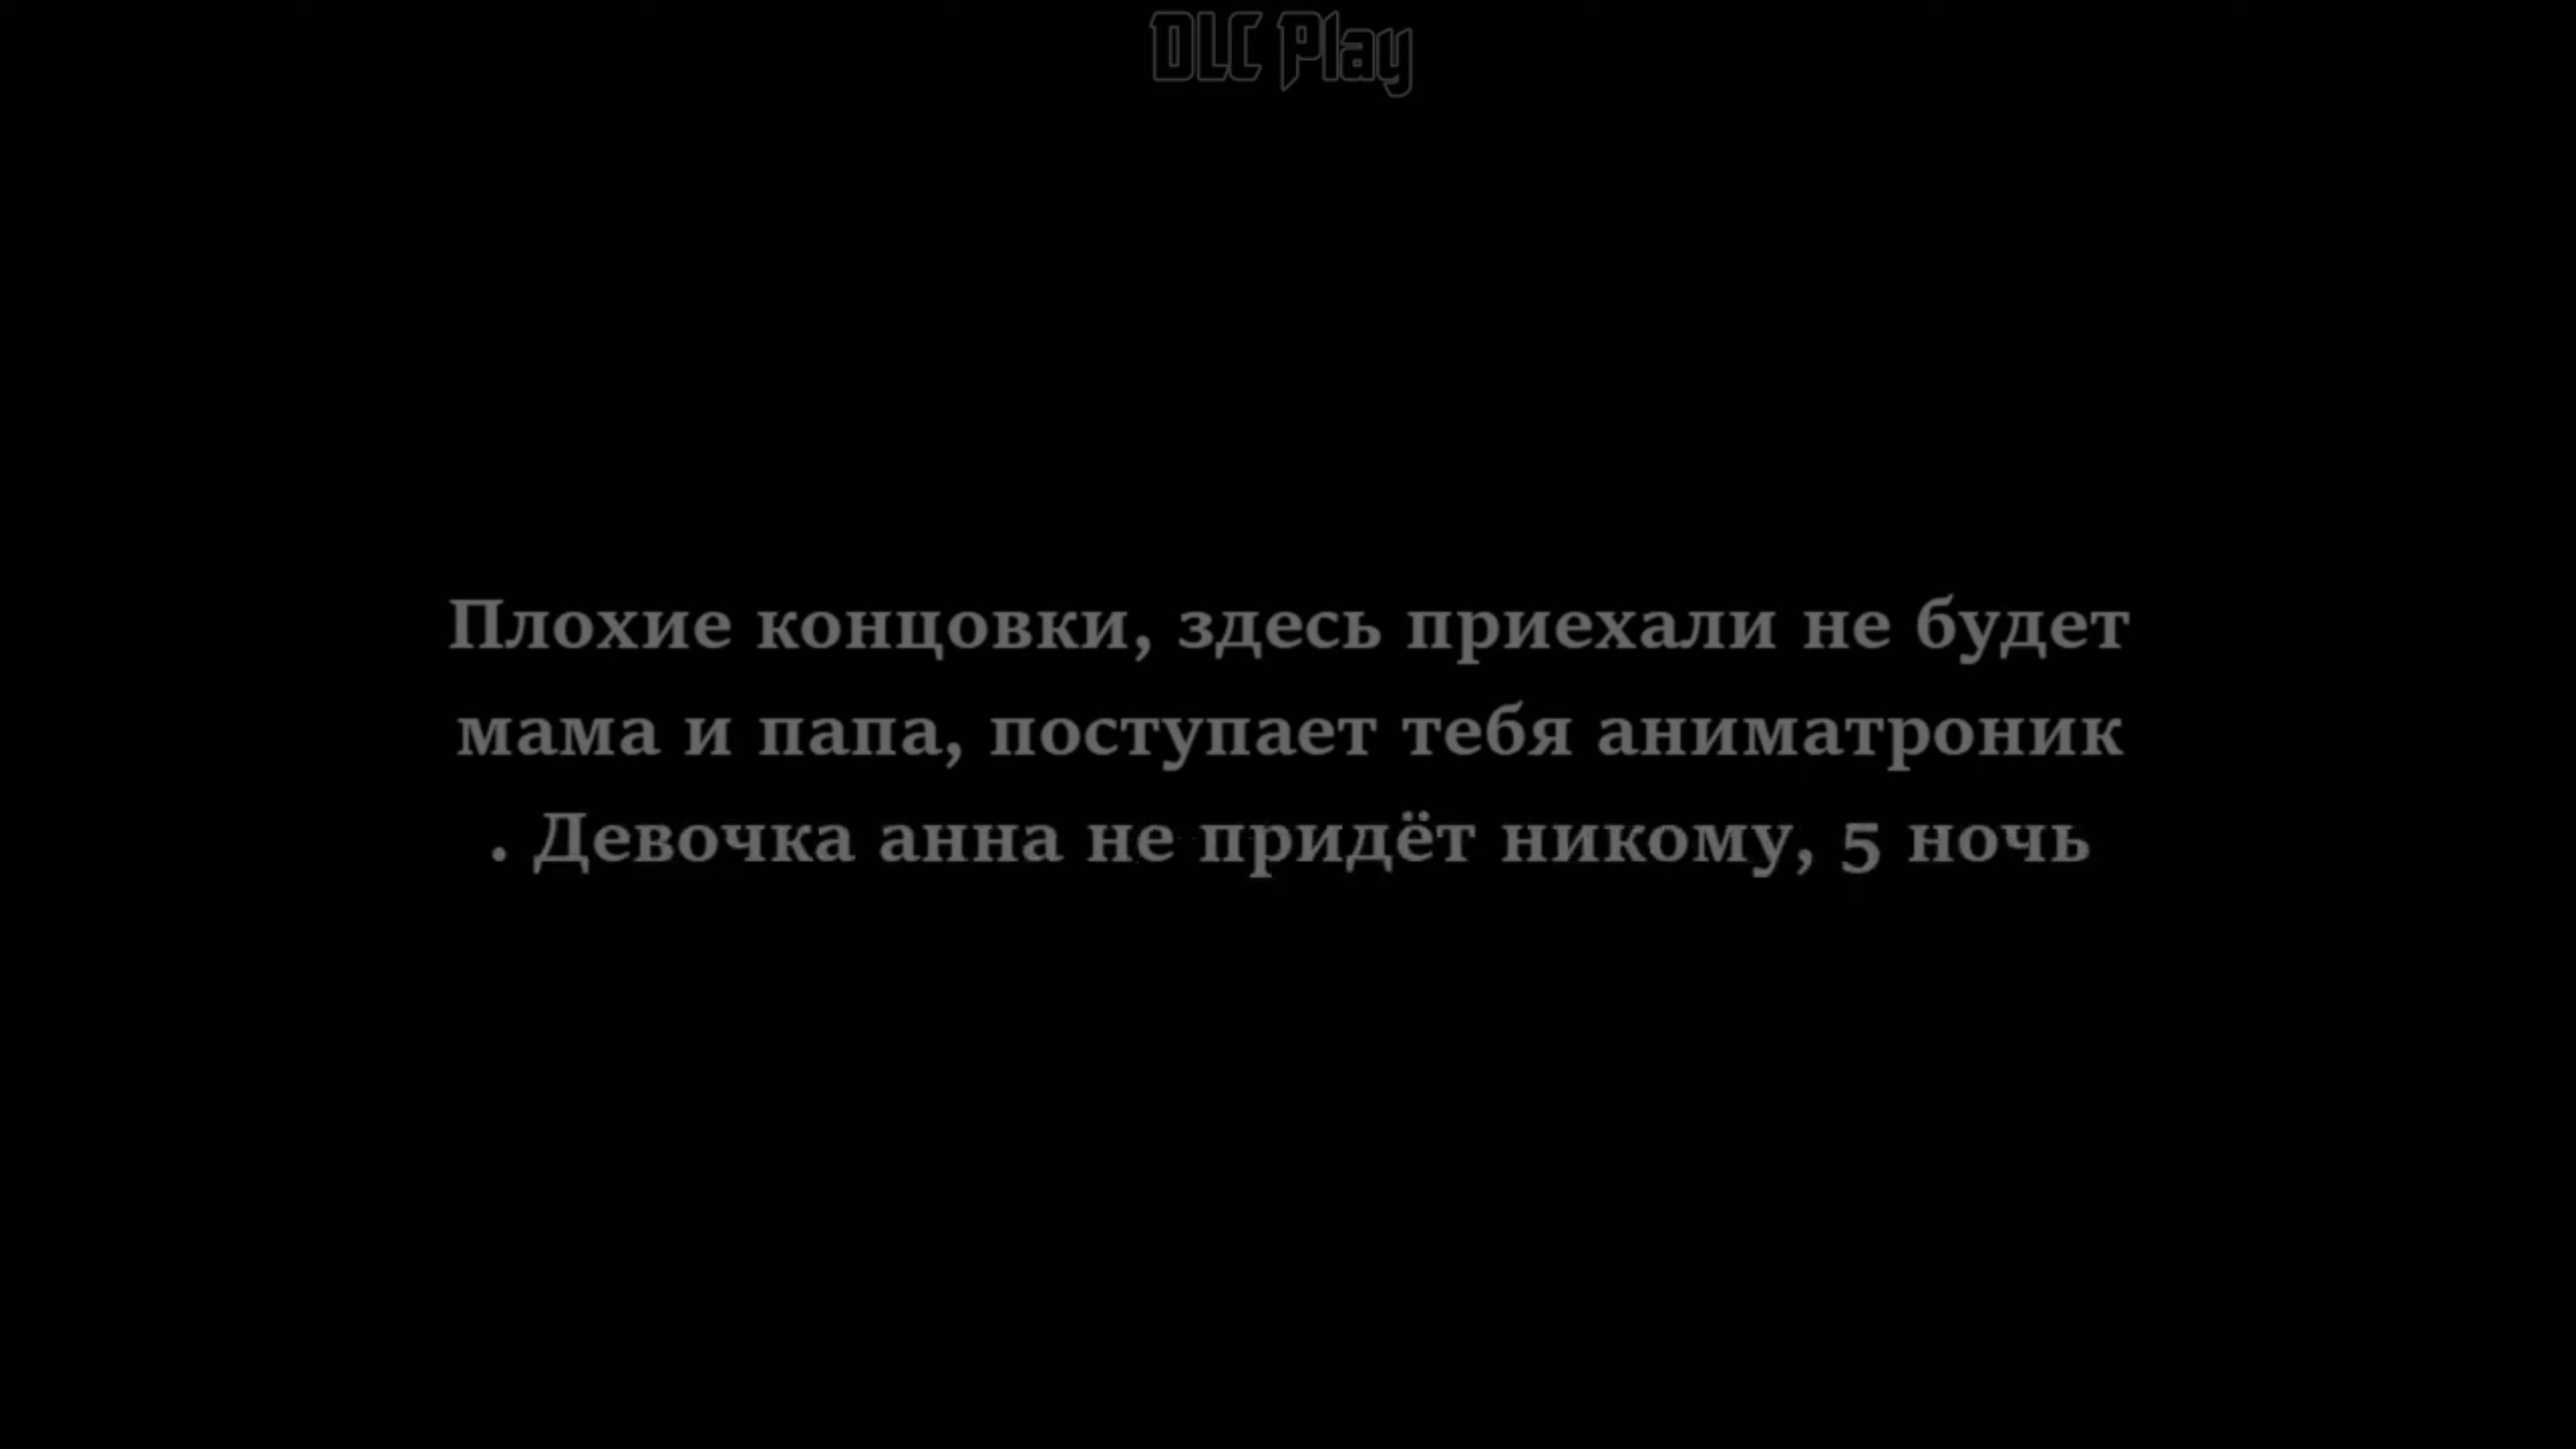 DLC Play
Плохие концовки, здесь приехали не будет
мама и папа, поступает тебя аниматроник
. Девочка анна не придёт никому, 5 ночь